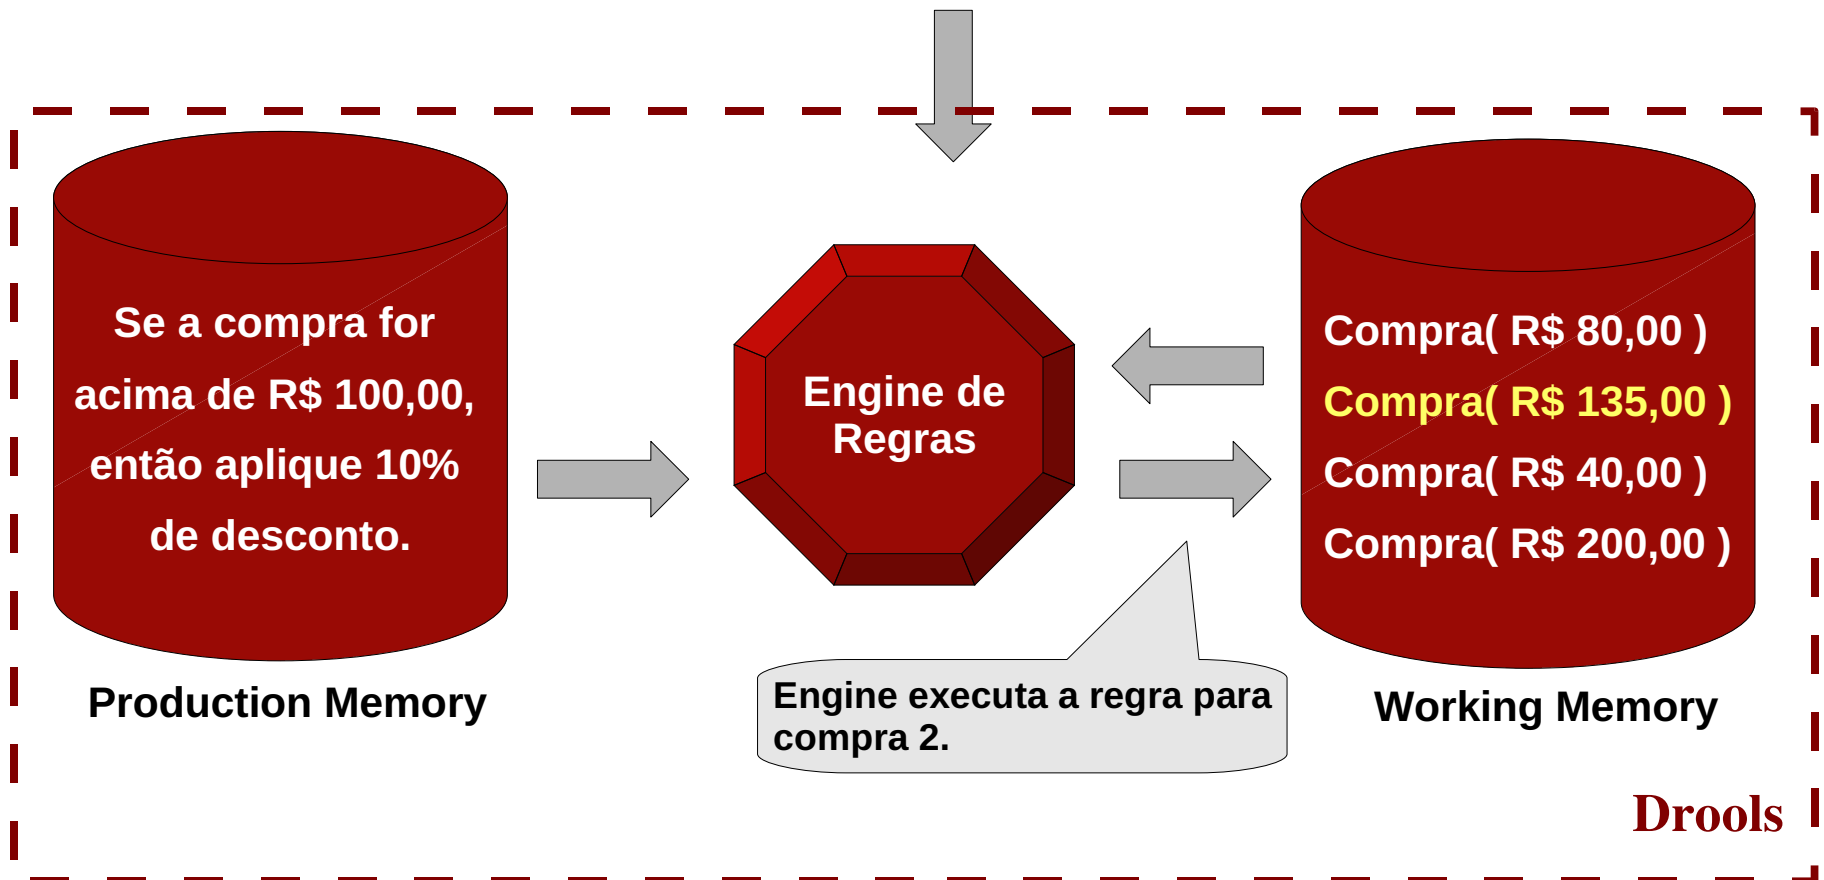 Se a compra for
acima de R$ 100,00,
então aplique 10%
de desconto.
Production Memory
Engine de
Regras
Engine executa a regra para
compra 2.
Compra( R$ 80,00 )
Compra( R$ 135,00 )
Compra( R$ 40,00 )
Compra( R$ 200,00 )
Working Memory
Drools